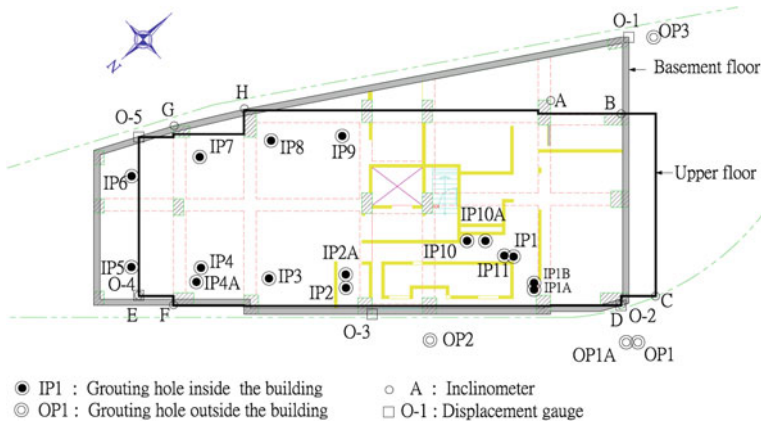 O-1
OP3
N
Basement floor
H
A
B
G
O-5
IP7
IP8
IP9
Upper floor
IP6
IP10A
IP10
IP1
IP11
IP5
IP4
IP2A
IP4A
IP3
IP1B
IP2
IP1A
O-4
C
E
F
D
O-2
O-3
OP2
OP1A
OP1
IP1 : Grouting hole inside the building
A : Inclinometer
OP1 : Grouting hole outside the building
O-1 : Displacement gauge